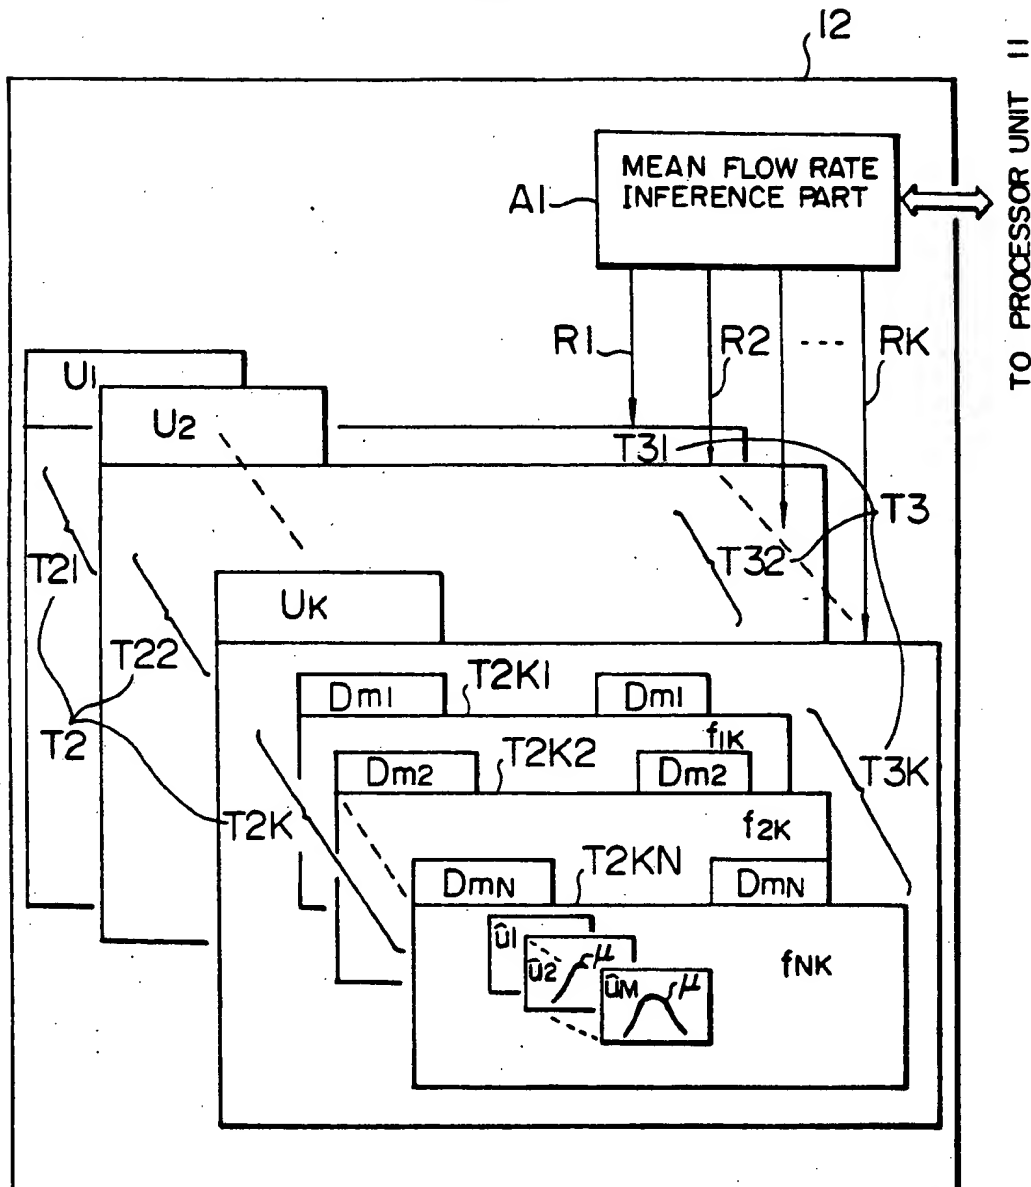 12
TO PROCESSOR UNIT 11
MEAN FLOW RATE
INFERENCE PART
A1
R1
R2
---
RK
U1
U2
T31
T3
T21
T32
UK
T22
T2
T2K1
Dm1
Dm1
f1K
T2K2
T3K
Dm2
Dm2
T2K
f2K
T2KN
DmN
DmN
û1
μ
û2
ûM
μ
fNK